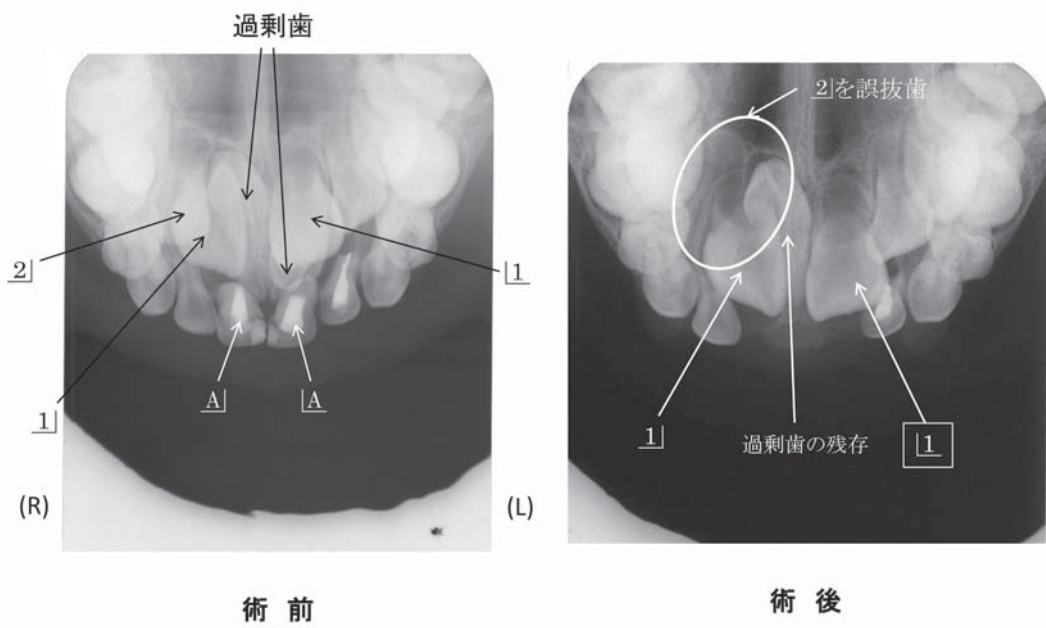 過剰歯
2┘
1┘
A┘
└A
└1
(R)
術 前
2┘を誤抜歯
1┘
過剰歯の残存
└1
(L)
術 後